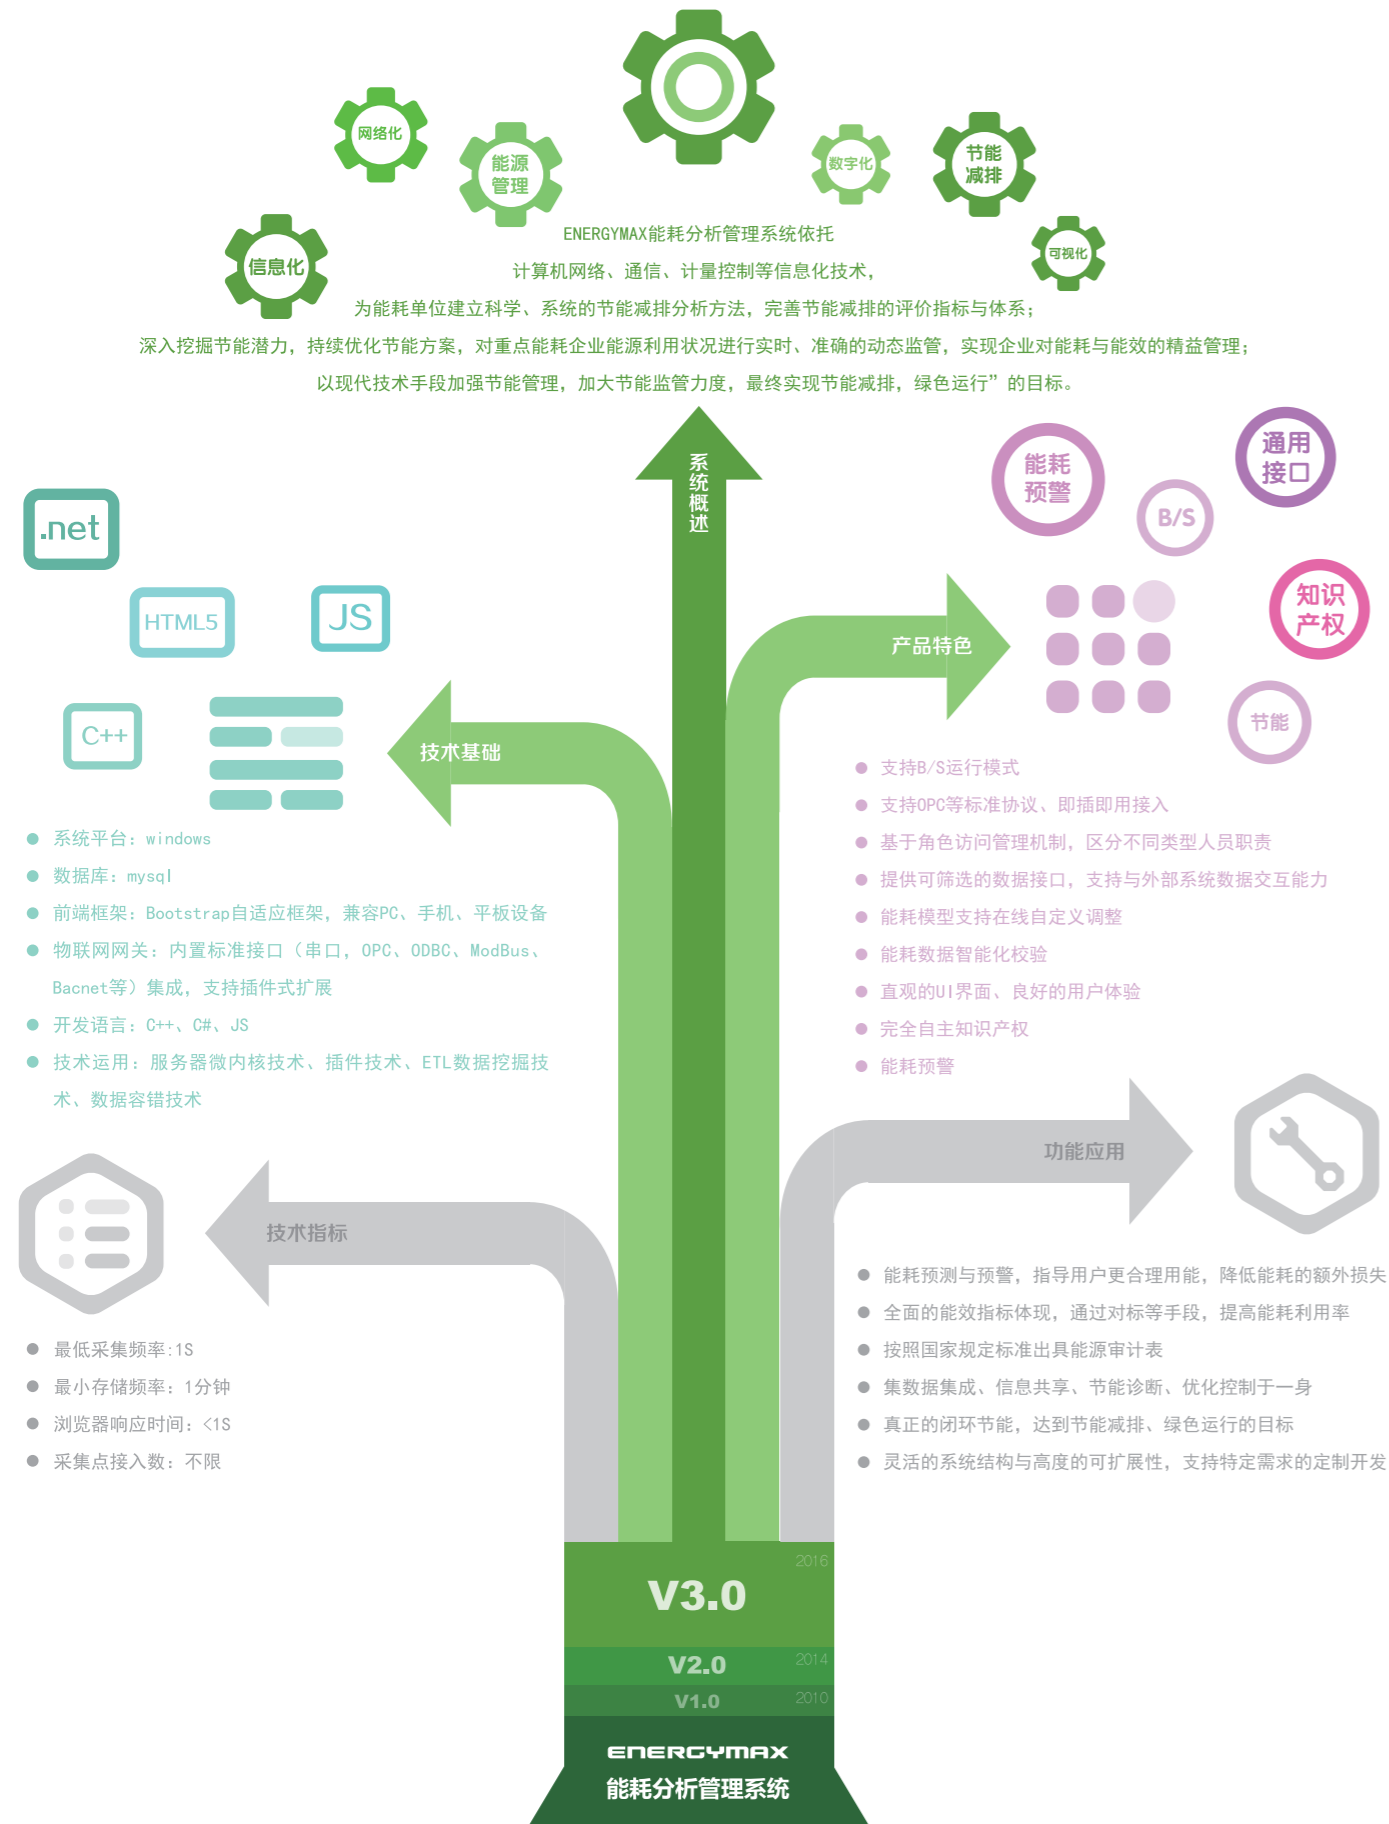 网络化
能源
管理
数字化
节能
减排
信息化
可视化
ENERGYMAX能耗分析管理系统依托
计算机网络、通信、计量控制等信息化技术，
为能耗单位建立科学、系统的节能减排分析方法，完善节能减排的评价指标与体系；
深入挖掘节能潜力，持续优化节能方案，对重点能耗企业能源利用状况进行实时、准确的动态监管，实现企业对能耗与能效的精益管理；
以现代技术手段加强节能管理，加大节能监管力度，最终实现节能减排，绿色运行”的目标。
系统概述
能耗
预警
通用
接口
B/S
知识
产权
节能
产品特色
支持B/S运行模式
支持OPC等标准协议、即插即用接入
基于角色访问管理机制，区分不同类型人员职责
提供可筛选的数据接口，支持与外部系统数据交互能力
能耗模型支持在线自定义调整
能耗数据智能化校验
直观的UI界面、良好的用户体验
完全自主知识产权
能耗预警
.net
HTML5
JS
C++
技术基础
系统平台：windows
数据库：mysql
前端框架：Bootstrap自适应框架，兼容PC、手机、平板设备
物联网网关：内置标准接口（串口，OPC、ODBC、ModBus、
Bacnet等）集成，支持插件式扩展
开发语言：C++、C#、JS
技术运用：服务器微内核技术、插件技术、ETL数据挖掘技
术、数据容错技术
功能应用
能耗预测与预警，指导用户更合理用能，降低能耗的额外损失
全面的能效指标体现，通过对标等手段，提高能耗利用率
按照国家规定标准出具能源审计表
集数据集成、信息共享、节能诊断、优化控制于一身
真正的闭环节能，达到节能减排、绿色运行的目标
灵活的系统结构与高度的可扩展性，支持特定需求的定制开发
技术指标
最低采集频率:1S
最小存储频率：1分钟
浏览器响应时间：<1S
采集点接入数：不限
2016
V3.0
V2.0
2014
V1.0
2010
ENERGYMAX
能耗分析管理系统